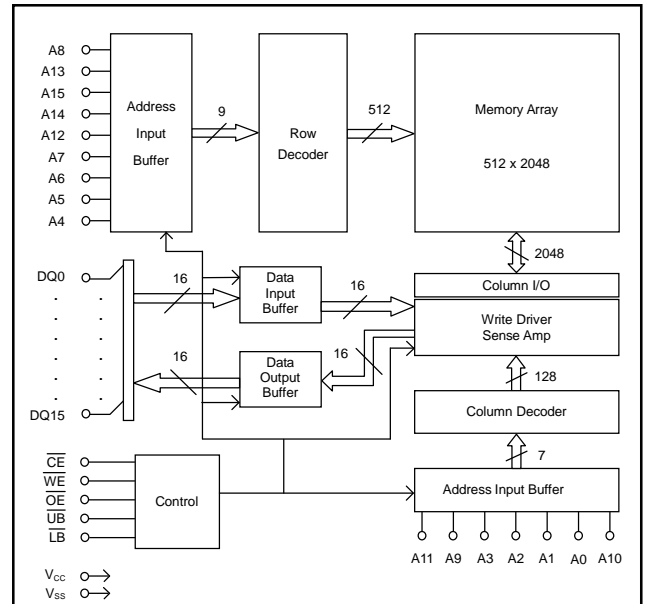 A8
A13
A15
A14
A12
A7
A6
A5
A4
Address
Input
Buffer
9
Row
Decoder
512
Memory Array
512 x 2048
2048
DQ0
DQ15
16
Data
Input
Buffer
16
Column I/O
Write Driver
Sense Amp
16
Data
Output
Buffer
16
128
Column Decoder
7
Address Input Buffer
CE
WE
OE
UB
LB
Control
A11 A9 A3 A2 A1 A0 A10
VCC
VSS